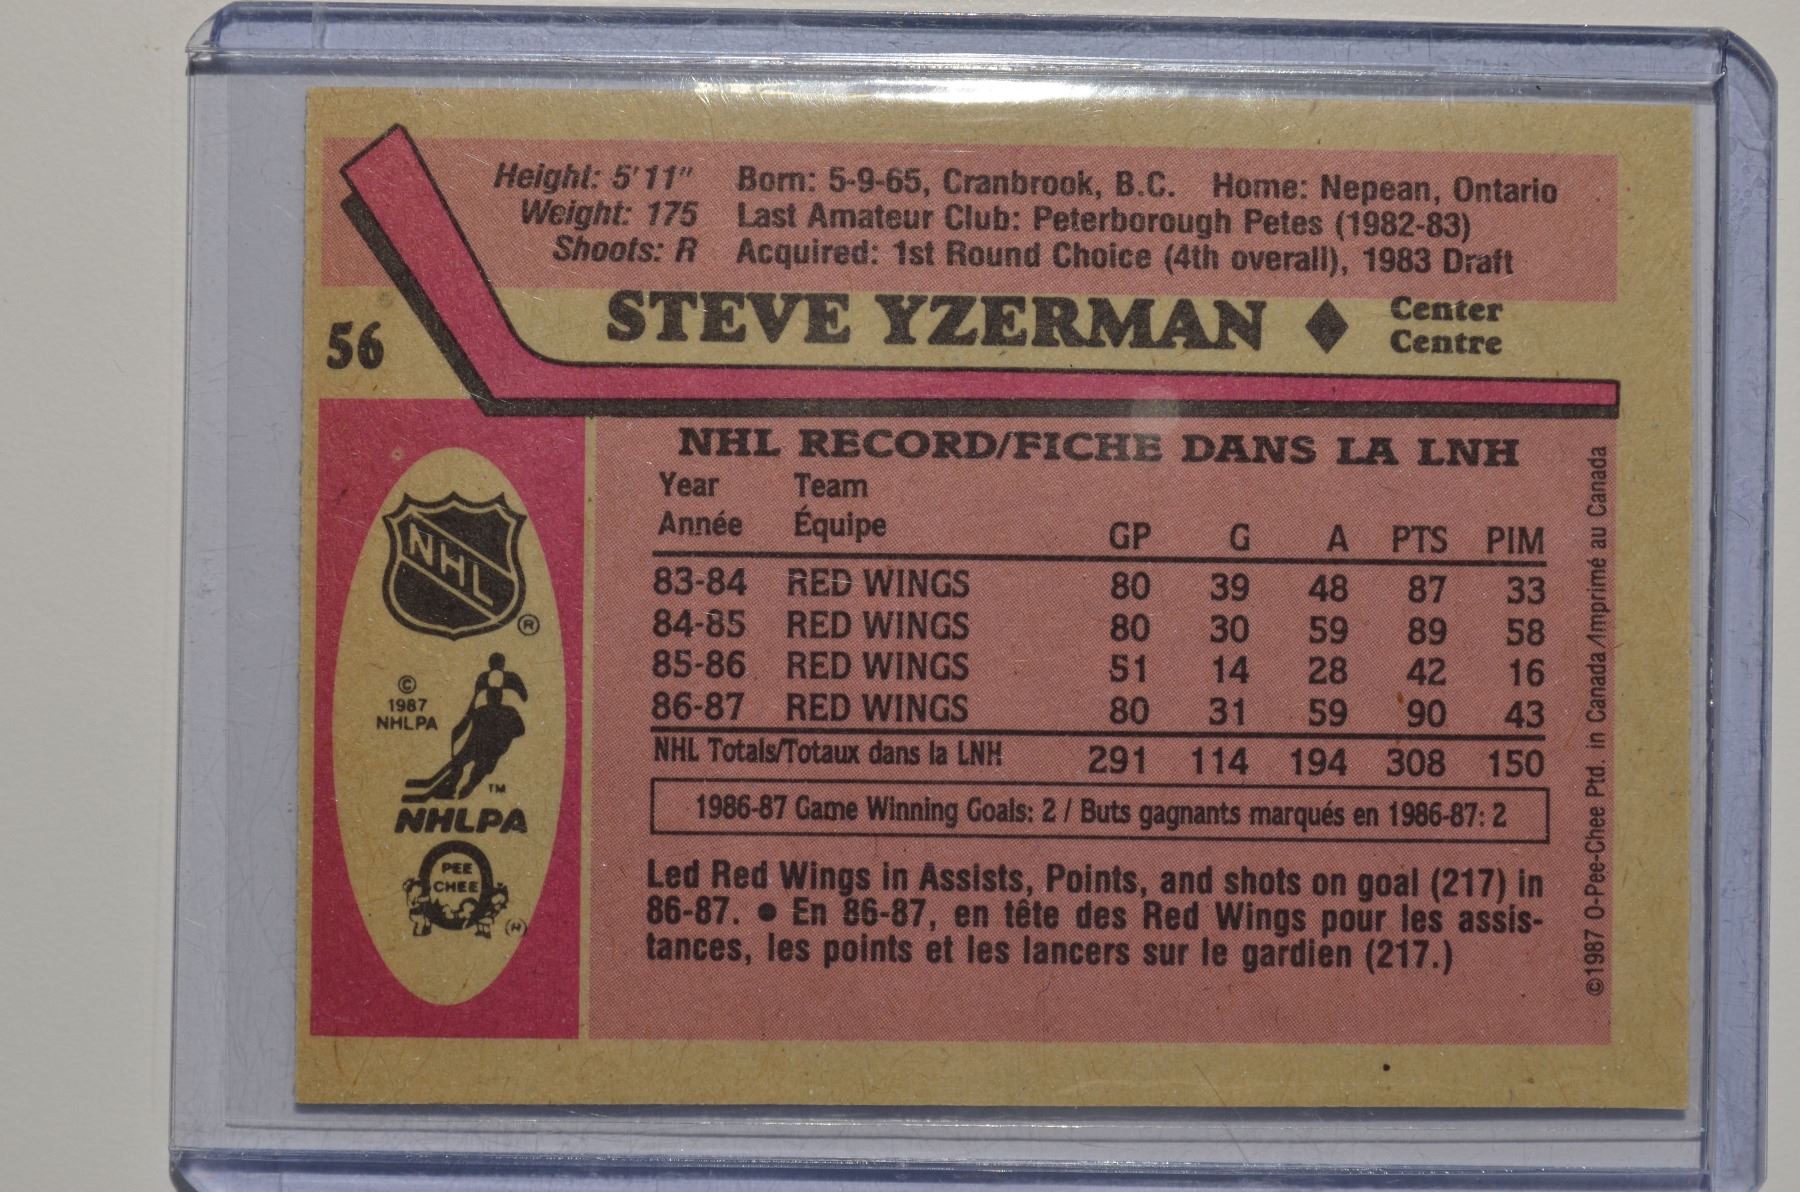 Height: 5'11" Born: 5-9-65, Cranbrook, B.C. Home: Nepean, Ontario
Weight: 175 Last Amateur Club: Peterborough Petes (1982-83)
Shoots: R Acquired: 1st Round Choice (4th overall), 1983 Draft
56 STEVE YZERMAN ♦ Center
Centre
NHL RECORD/FICHE DANS LA LNH
Year Team
Année Équipe GP G A PTS PIM
83-84 RED WINGS 80 39 48 87 33
84-85 RED WINGS 80 30 59 89 58
85-86 RED WINGS 51 14 28 42 16
86-87 RED WINGS 80 31 59 90 43
NHL Totals/Totaux dans la LNH 291 114 194 308 150
1986-87 Game Winning Goals: 2 / Buts gagnants marqués en 1986-87: 2
Led Red Wings in Assists, Points, and shots on goal (217) in
86-87. ● En 86-87, en tête des Red Wings pour les assis-
tances, les points et les lancers sur le gardien (217.)
NHL
®
©
1987
NHLPA
TM
NHLPA
PEE
CHEE
©1987 O-Pee-Chee Ptd. in Canada/Imprimé au Canada